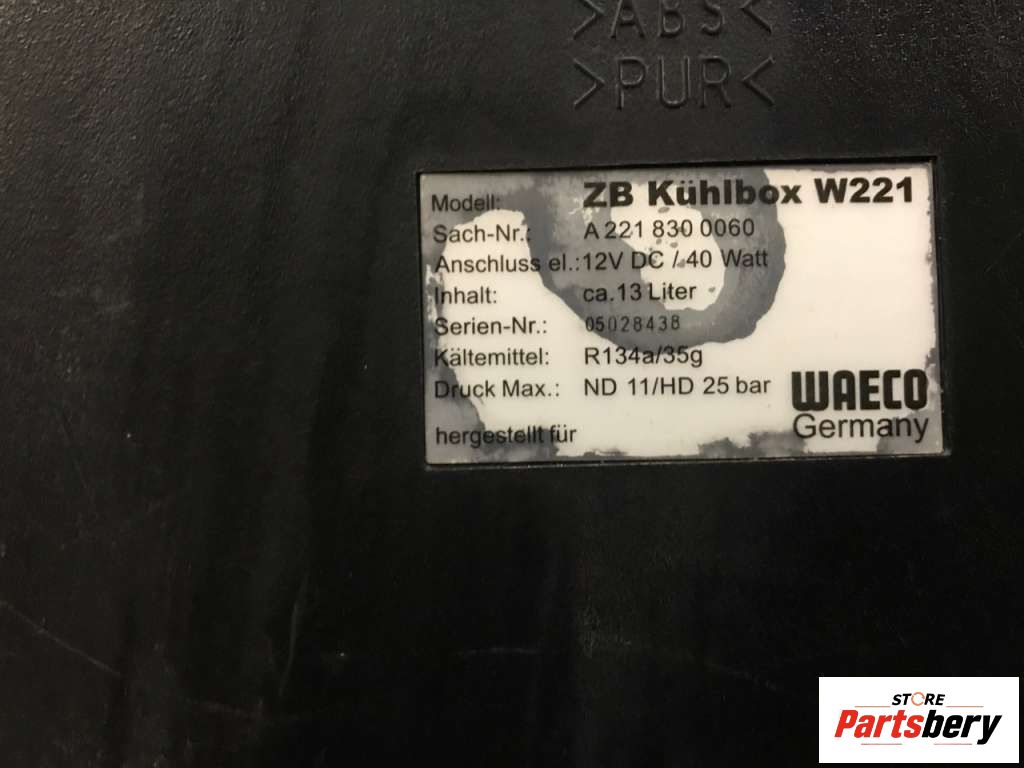 >ABS<
>PUR<
Modell: ZB Kühlbox W221
Sach-Nr.: A 221 830 0060
Anschluss el.: 12V DC / 40 Watt
Inhalt: ca.13 Liter
Serien-Nr.: 05028438
Kältemittel: R134a/35g
Druck Max.: ND 11/HD 25 bar
WAECO
hergestellt für Germany
STORE
Partsbery